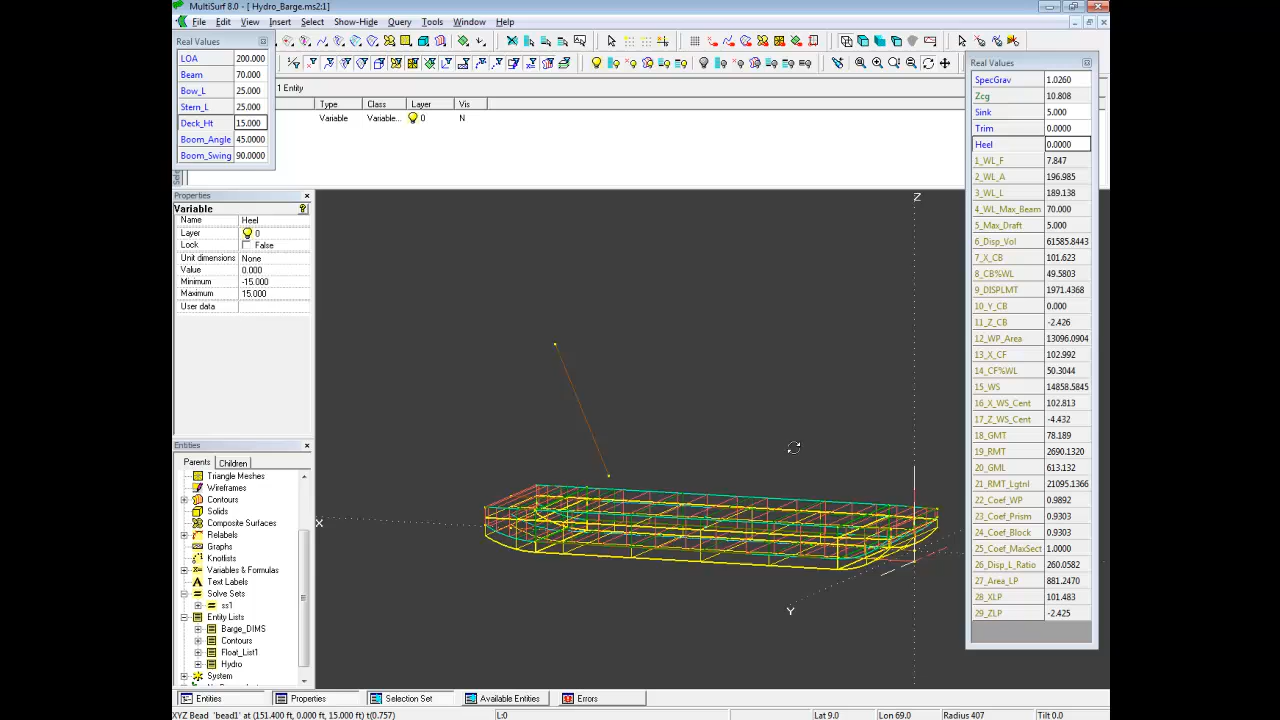 MultiSurf 8.0 - [ Hydro_Barge.ms2:1]
File Edit View Insert Select Show-Hide Query Tools Window Help
Real Values
LOA 200.000
Beam 70.000
Bow_L 25.000
Stern_L 25.000
Deck_Ht 15.000
Boom_Angle 45.0000
Boom_Swing 90.0000
1 Entity
Type Class Layer Vis
Variable Variable... 0 N
Properties
Variable
Name Heel
Layer 0
Lock False
Unit dimensions None
Value 0.000
Minimum -15.000
Maximum 15.000
User data
Entities
Parents Children
Triangle Meshes
Wireframes
Contours
Solids
Composite Surfaces
Relabels
Graphs
Knotlists
Variables & Formulas
Text Labels
Solve Sets
ss1
Entity Lists
Barge_DIMS
Contours
Float_List1
Hydro
System
Z
X
Y
Real Values
SpecGrav 1.0260
Zcg 10.808
Sink 5.000
Trim 0.0000
Heel 0.0000
1_WL_F 7.847
2_WL_A 196.985
3_WL_L 189.138
4_WL_Max_Beam 70.000
5_Max_Draft 5.000
6_Disp_Vol 61585.8443
7_X_CB 101.623
8_CB%WL 49.5803
9_DISPLMT 1971.4368
10_Y_CB 0.000
11_Z_CB -2.426
12_WP_Area 13096.0904
13_X_CF 102.992
14_CF%WL 50.3044
15_WS 14858.5845
16_X_WS_Cent 102.813
17_Z_WS_Cent -4.432
18_GMT 78.189
19_RMT 2690.1320
20_GML 613.132
21_RMT_Lgtnl 21095.1366
22_Coef_WP 0.9892
23_Coef_Prism 0.9303
24_Coef_Block 0.9303
25_Coef_MaxSect 1.0000
26_Disp_L_Ratio 260.0582
27_Area_LP 881.2470
28_XLP 101.483
29_ZLP -2.425
Entities Properties Selection Set Available Entities Errors
XYZ Bead 'bead1' at (151.400 ft, 0.000 ft, 15.000 ft) t(0.757) L:0 Lat 9.0 Lon 69.0 Radius 407 Tilt 0.0